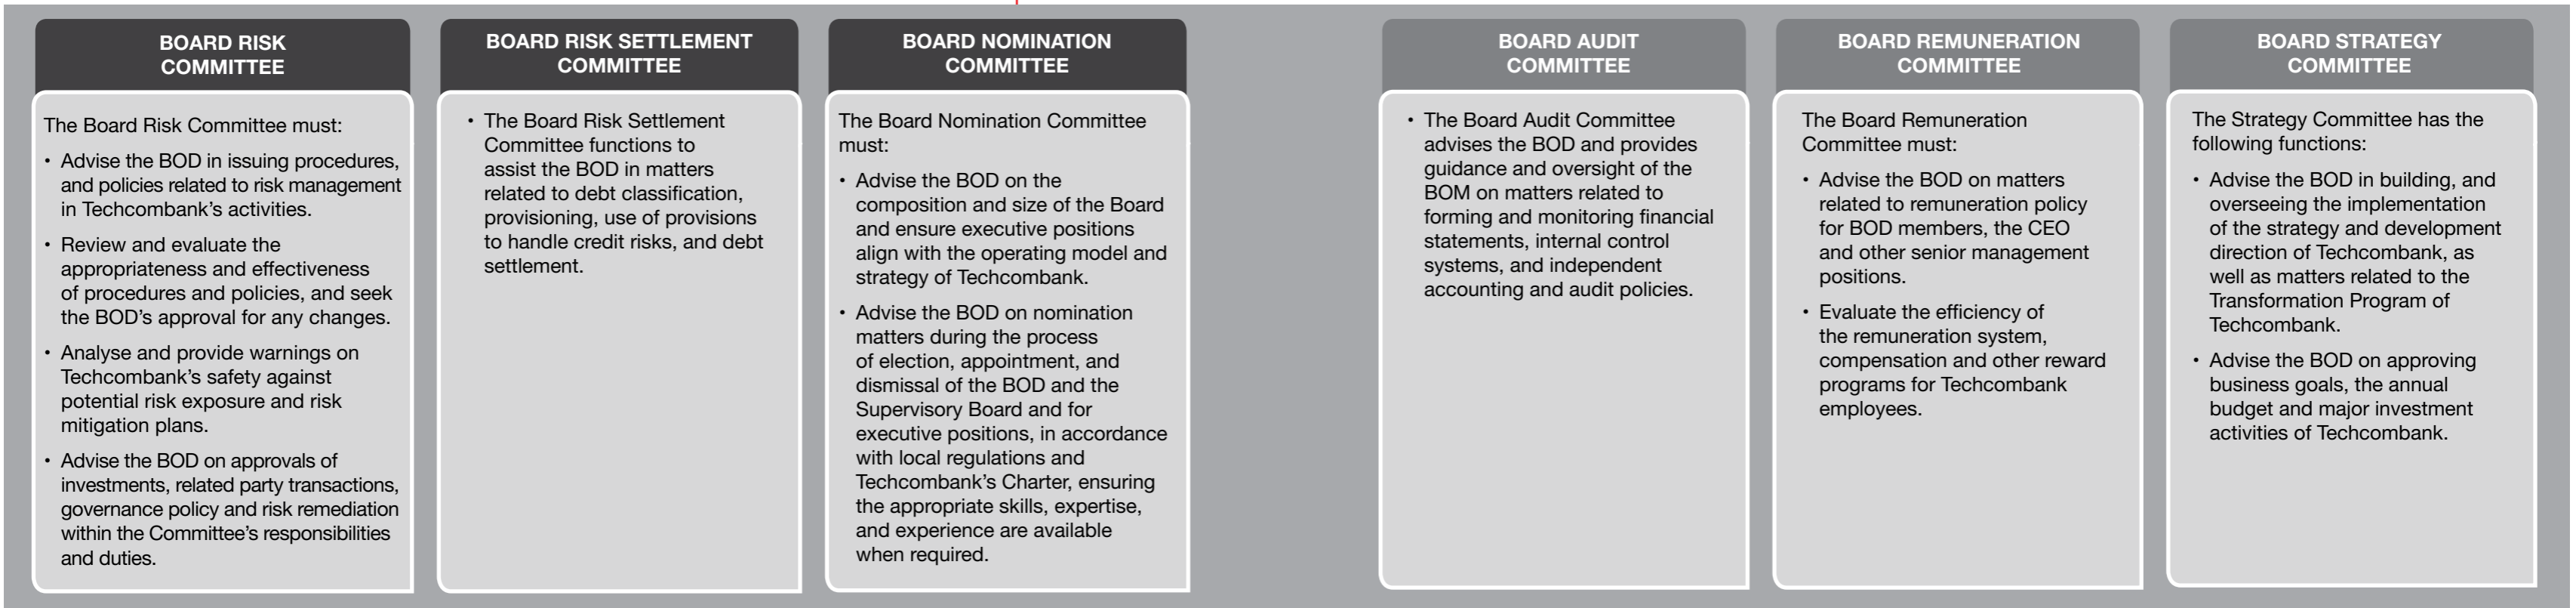 BOARD RISK
COMMITTEE
The Board Risk Committee must:
• Advise the BOD in issuing procedures,
and policies related to risk management
in Techcombank's activities.
• Review and evaluate the
appropriateness and effectiveness
of procedures and policies, and seek
the BOD's approval for any changes.
• Analyse and provide warnings on
Techcombank's safety against
potential risk exposure and risk
mitigation plans.
• Advise the BOD on approvals of
investments, related party transactions,
governance policy and risk remediation
within the Committee's responsibilities
and duties.
BOARD RISK SETTLEMENT
COMMITTEE
• The Board Risk Settlement
Committee functions to
assist the BOD in matters
related to debt classification,
provisioning, use of provisions
to handle credit risks, and debt
settlement.
BOARD NOMINATION
COMMITTEE
The Board Nomination Committee
must:
• Advise the BOD on the
composition and size of the Board
and ensure executive positions
align with the operating model and
strategy of Techcombank.
• Advise the BOD on nomination
matters during the process
of election, appointment, and
dismissal of the BOD and the
Supervisory Board and for
executive positions, in accordance
with local regulations and
Techcombank's Charter, ensuring
the appropriate skills, expertise,
and experience are available
when required.
BOARD AUDIT
COMMITTEE
• The Board Audit Committee
advises the BOD and provides
guidance and oversight of the
BOM on matters related to
forming and monitoring financial
statements, internal control
systems, and independent
accounting and audit policies.
BOARD REMUNERATION
COMMITTEE
The Board Remuneration
Committee must:
• Advise the BOD on matters
related to remuneration policy
for BOD members, the CEO
and other senior management
positions.
• Evaluate the efficiency of
the remuneration system,
compensation and other reward
programs for Techcombank
employees.
BOARD STRATEGY
COMMITTEE
The Strategy Committee has the
following functions:
• Advise the BOD in building, and
overseeing the implementation
of the strategy and development
direction of Techcombank, as
well as matters related to the
Transformation Program of
Techcombank.
• Advise the BOD on approving
business goals, the annual
budget and major investment
activities of Techcombank.